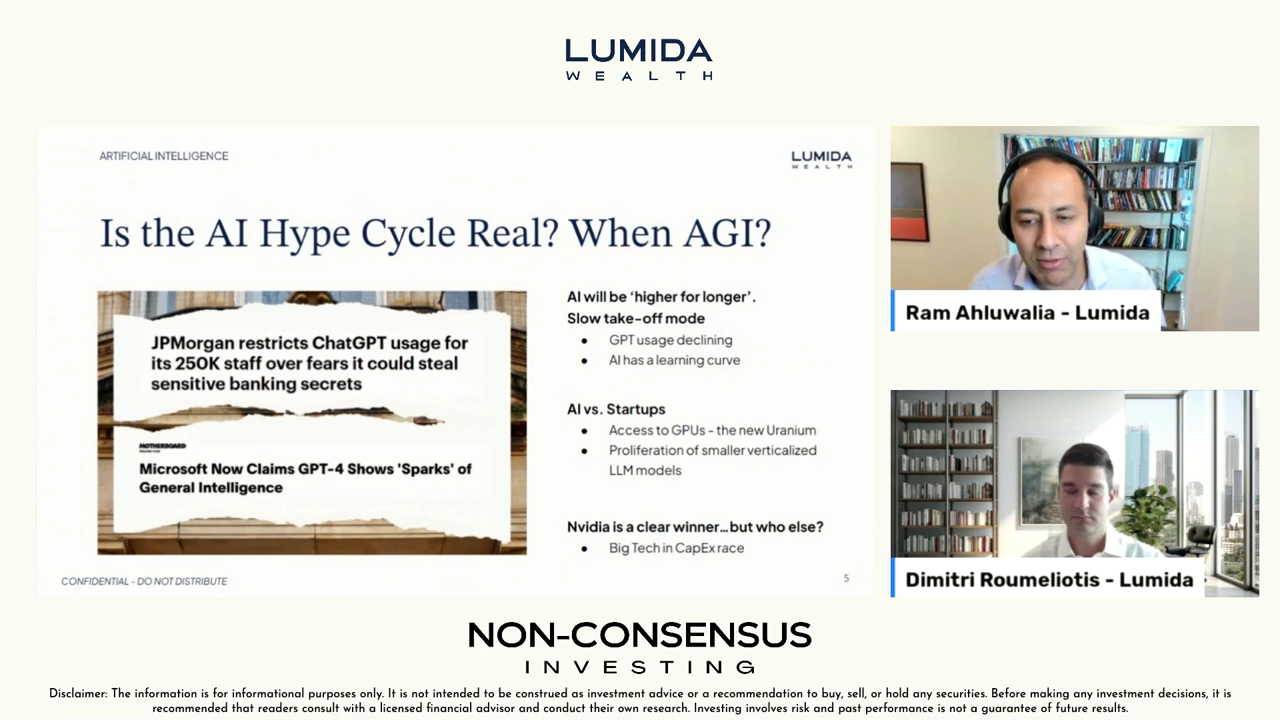 LUMIDA
WEALTH
ARTIFICIAL INTELLIGENCE
LUMIDA
WEALTH
Is the AI Hype Cycle Real? When AGI?
JPMorgan restricts ChatGPT usage for
its 250K staff over fears it could steal
sensitive banking secrets
MOTHERBOARD
Microsoft Now Claims GPT-4 Shows 'Sparks' of
General Intelligence
AI will be ‘higher for longer’.
Slow take-off mode
● GPT usage declining
● AI has a learning curve
AI vs. Startups
● Access to GPUs - the new Uranium
● Proliferation of smaller verticalized
LLM models
Nvidia is a clear winner...but who else?
● Big Tech in CapEx race
CONFIDENTIAL - DO NOT DISTRIBUTE
5
Ram Ahluwalia - Lumida
Dimitri Roumeliotis - Lumida
NON-CONSENSUS
INVESTING
Disclaimer: The information is for informational purposes only. It is not intended to be construed as investment advice or a recommendation to buy, sell, or hold any securities. Before making any investment decisions, it is
recommended that readers consult with a licensed financial advisor and conduct their own research. Investing involves risk and past performance is not a guarantee of future results.